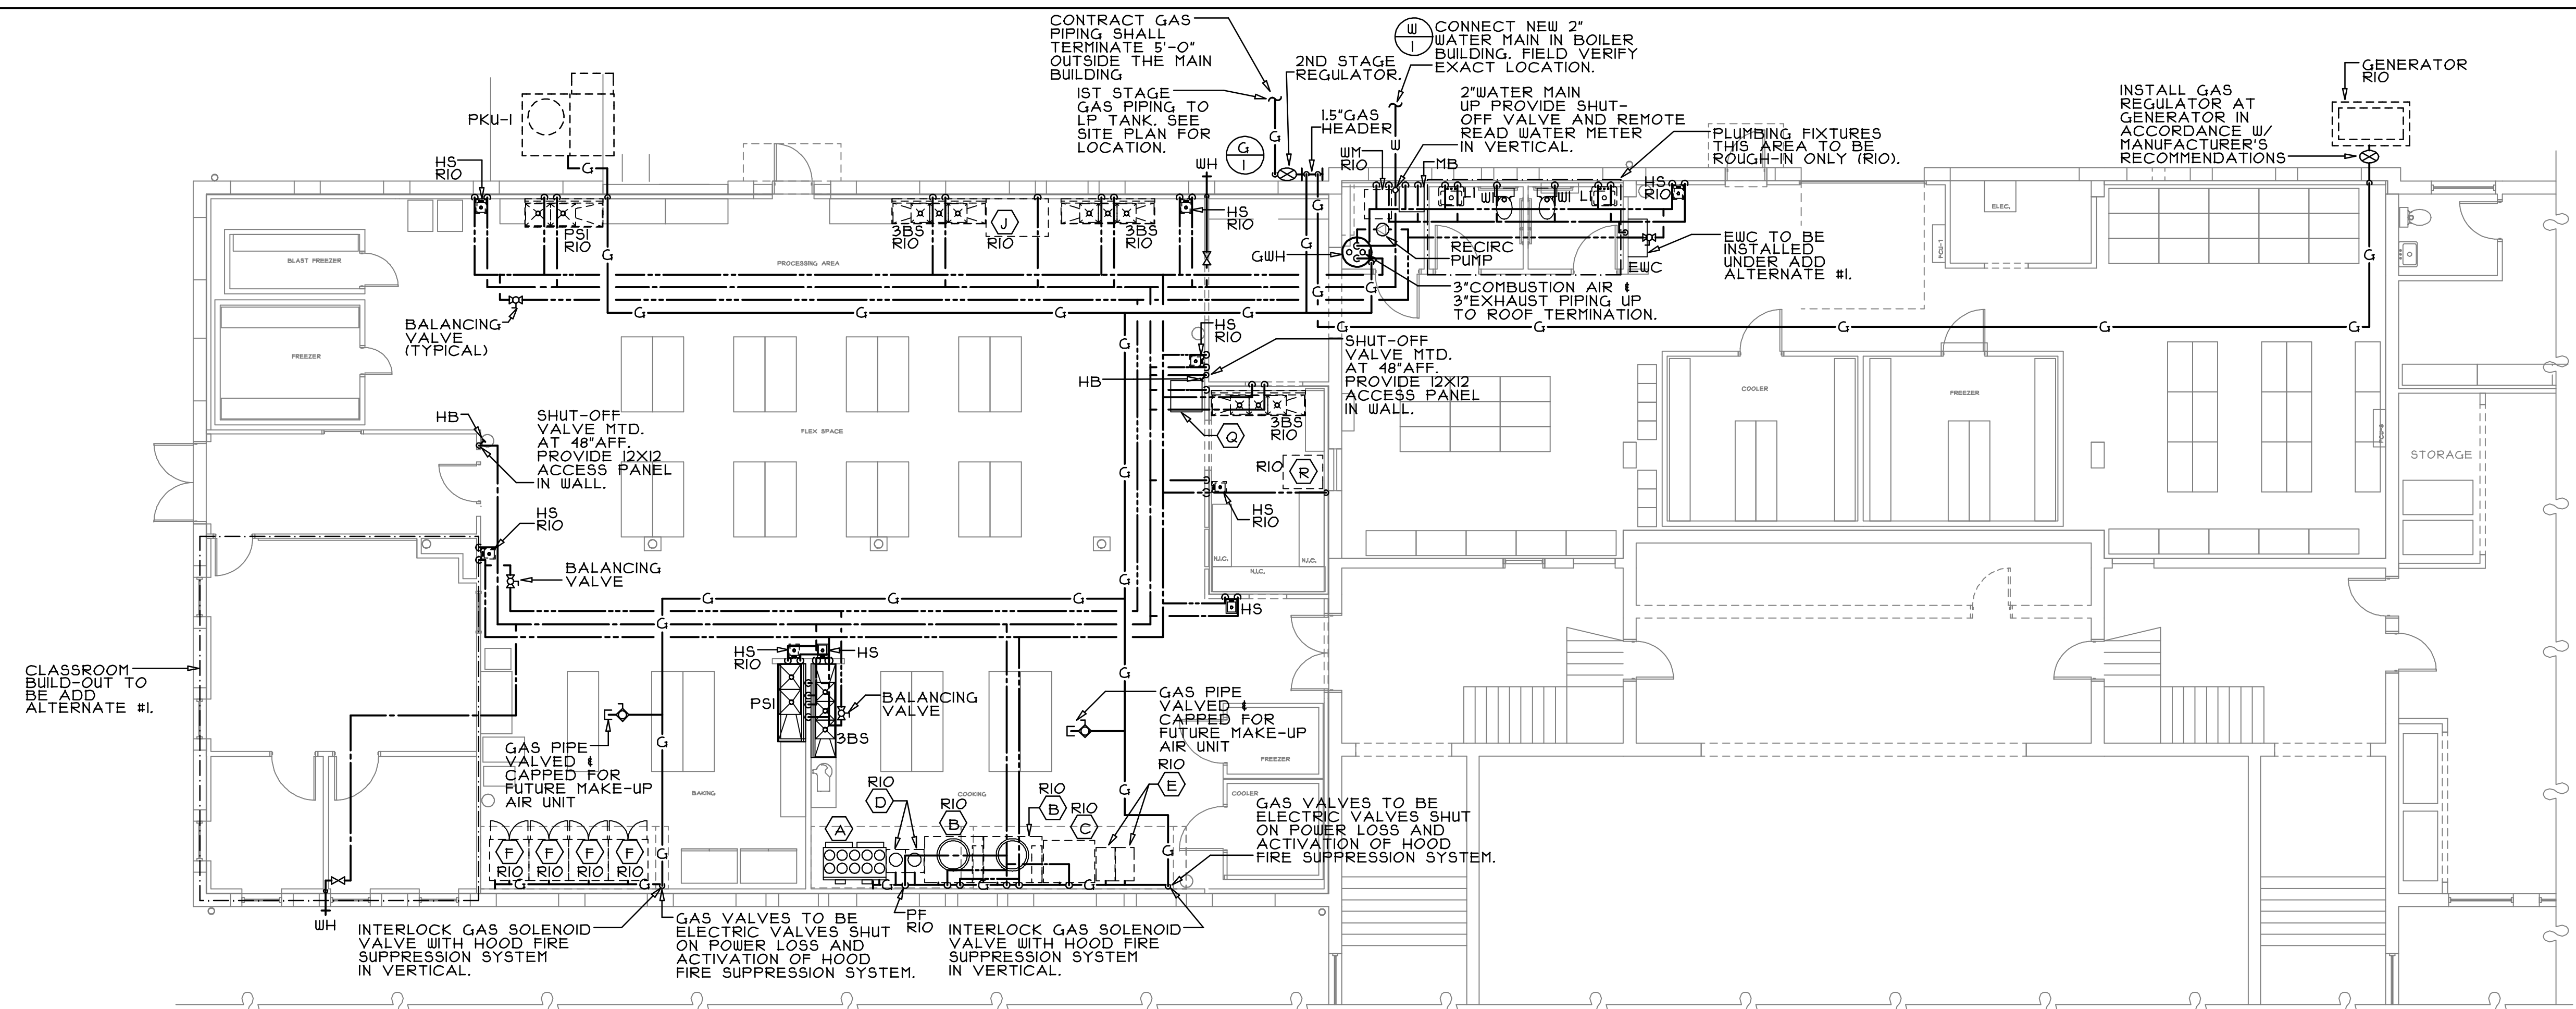 CONTRACT GAS
PIPING SHALL
TERMINATE 5'-0"
OUTSIDE THE MAIN
BUILDING
1ST STAGE
GAS PIPING TO
LP TANK. SEE
SITE PLAN FOR
LOCATION.
G
1
2ND STAGE
REGULATOR.
1.5"GAS
HEADER
W
1
CONNECT NEW 2"
WATER MAIN IN BOILER
BUILDING. FIELD VERIFY
EXACT LOCATION.
2"WATER MAIN
UP PROVIDE SHUT-
OFF VALVE AND REMOTE
READ WATER METER
IN VERTICAL.
PLUMBING FIXTURES
THIS AREA TO BE
ROUGH-IN ONLY (RIO).
INSTALL GAS
REGULATOR AT
GENERATOR IN
ACCORDANCE W/
MANUFACTURER'S
RECOMMENDATIONS
GENERATOR
RIO
PKU-1
G
HS
RIO
WH
G
W
WM
RIO
MB
HS
RIO
PS1
RIO
3BS
RIO
J
RIO
3BS
RIO
HS
RIO
G
G
ELEC.
FCU-1
BLAST FREEZER
PROCESSING AREA
G
G
GWH
RECIRC
PUMP
EWC
EWC TO BE
INSTALLED
UNDER ADD
ALTERNATE #1.
G
3"COMBUSTION AIR &
3"EXHAUST PIPING UP
TO ROOF TERMINATION.
G
G
G
G
G
G
G
G
G
G
BALANCING
VALVE
(TYPICAL)
FREEZER
G
HS
RIO
HB
SHUT-OFF
VALVE MTD.
AT 48"AFF.
PROVIDE 12X12
ACCESS PANEL
IN WALL.
COOLER
FREEZER
HB
SHUT-OFF
VALVE MTD.
AT 48"AFF.
PROVIDE 12X12
ACCESS PANEL
IN WALL.
FLEX SPACE
Q
3BS
RIO
FCU-8
STORAGE
G
RIO
R
HS
RIO
HS
RIO
N.I.C.
N.I.C.
N.I.C.
BALANCING
VALVE
G
G
G
G
G
HS
CLASSROOM
BUILD-OUT TO
BE ADD
ALTERNATE #1.
HS
RIO
HS
G
PS1
BALANCING
VALVE
3BS
GAS PIPE
VALVED &
CAPPED FOR
FUTURE MAKE-UP
AIR UNIT
G
GAS PIPE
VALVED &
CAPPED FOR
FUTURE MAKE-UP
AIR UNIT
FREEZER
BAKING
COOKING
COOLER
G
RIO
D
RIO
B
RIO
B
RIO
C
RIO
E
A
GAS VALVES TO BE
ELECTRIC VALVES SHUT
ON POWER LOSS AND
ACTIVATION OF HOOD
FIRE SUPPRESSION SYSTEM.
F
F
F
F
RIO
RIO
RIO
RIO
G
G
G
G
G
G
G
G
WH
INTERLOCK GAS SOLENOID
VALVE WITH HOOD FIRE
SUPPRESSION SYSTEM
IN VERTICAL.
GAS VALVES TO BE
ELECTRIC VALVES SHUT
ON POWER LOSS AND
ACTIVATION OF HOOD
FIRE SUPPRESSION SYSTEM.
PF
RIO
INTERLOCK GAS SOLENOID
VALVE WITH HOOD FIRE
SUPPRESSION SYSTEM
IN VERTICAL.